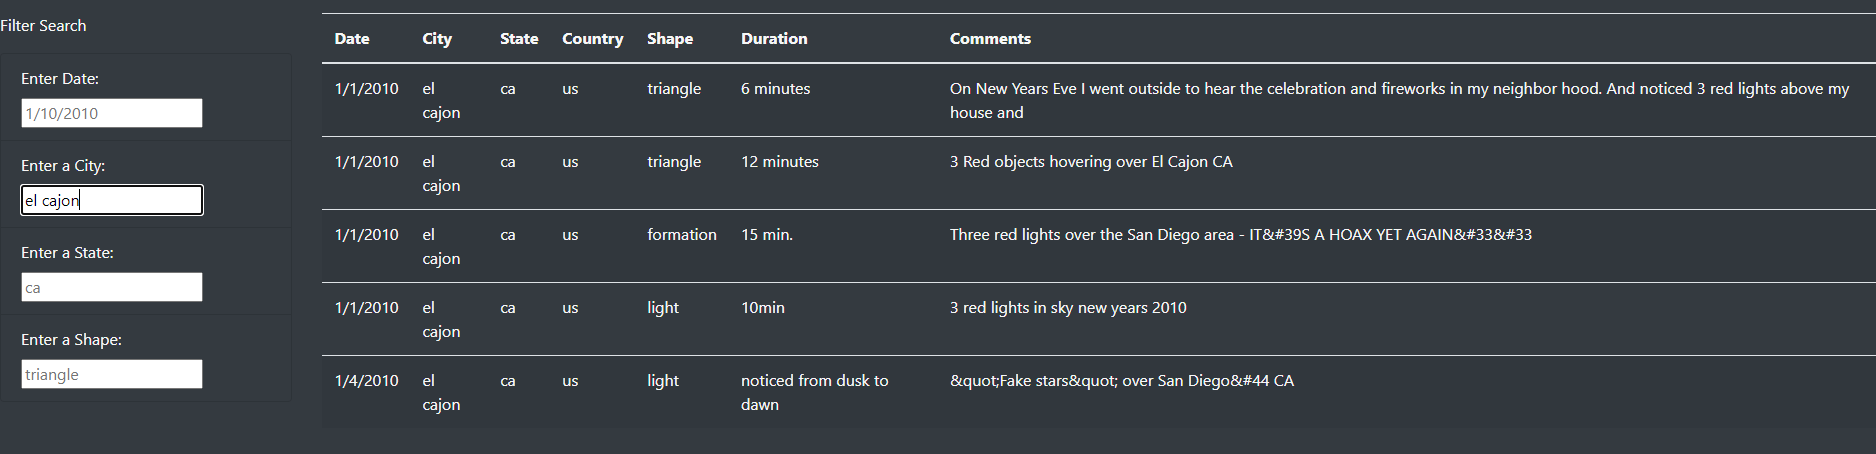 Filter Search
Enter Date:
1/10/2010
Enter a City:
el cajon
Enter a State:
ca
Enter a Shape:
triangle
Date City State Country Shape Duration Comments
1/1/2010 el ca us triangle 6 minutes On New Years Eve I went outside to hear the celebration and fireworks in my neighbor hood. And noticed 3 red lights above my
cajon house and
1/1/2010 el ca us triangle 12 minutes 3 Red objects hovering over El Cajon CA
cajon
1/1/2010 el ca us formation 15 min. Three red lights over the San Diego area - IT&#39S A HOAX YET AGAIN&#33&#33
cajon
1/1/2010 el ca us light 10min 3 red lights in sky new years 2010
cajon
1/4/2010 el ca us light noticed from dusk to &quot;Fake stars&quot; over San Diego&#44 CA
cajon dawn